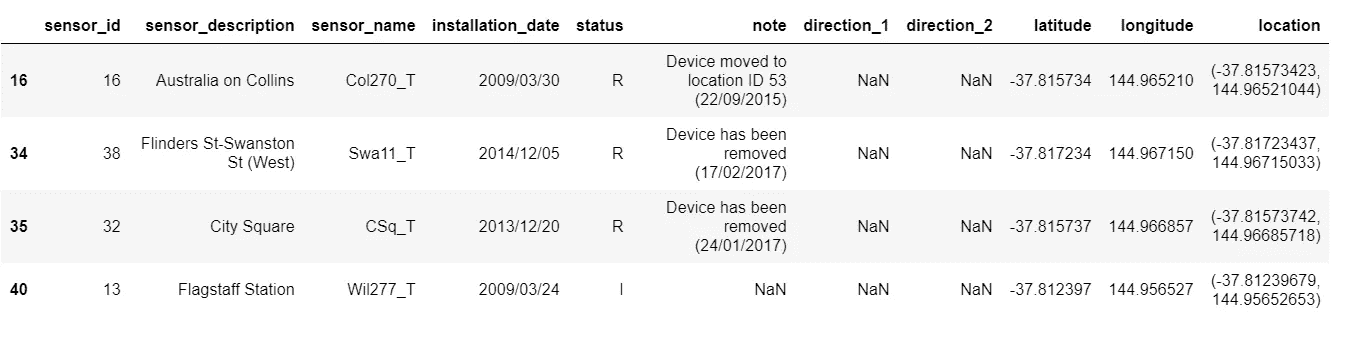 sensor_id sensor_description sensor_name installation_date status note direction_1 direction_2 latitude longitude location
16 16 Australia on Collins Col270_T 2009/03/30 R Device moved to location ID 53 (22/09/2015) NaN NaN -37.815734 144.965210 (-37.81573423, 144.96521044)
34 38 Flinders St-Swanston St (West) Swa11_T 2014/12/05 R Device has been removed (17/02/2017) NaN NaN -37.817234 144.967150 (-37.81723437, 144.96715033)
35 32 City Square CSq_T 2013/12/20 R Device has been removed (24/01/2017) NaN NaN -37.815737 144.966857 (-37.81573742, 144.96685718)
40 13 Flagstaff Station Wil277_T 2009/03/24 I NaN NaN NaN -37.812397 144.956527 (-37.81239679, 144.95652653)